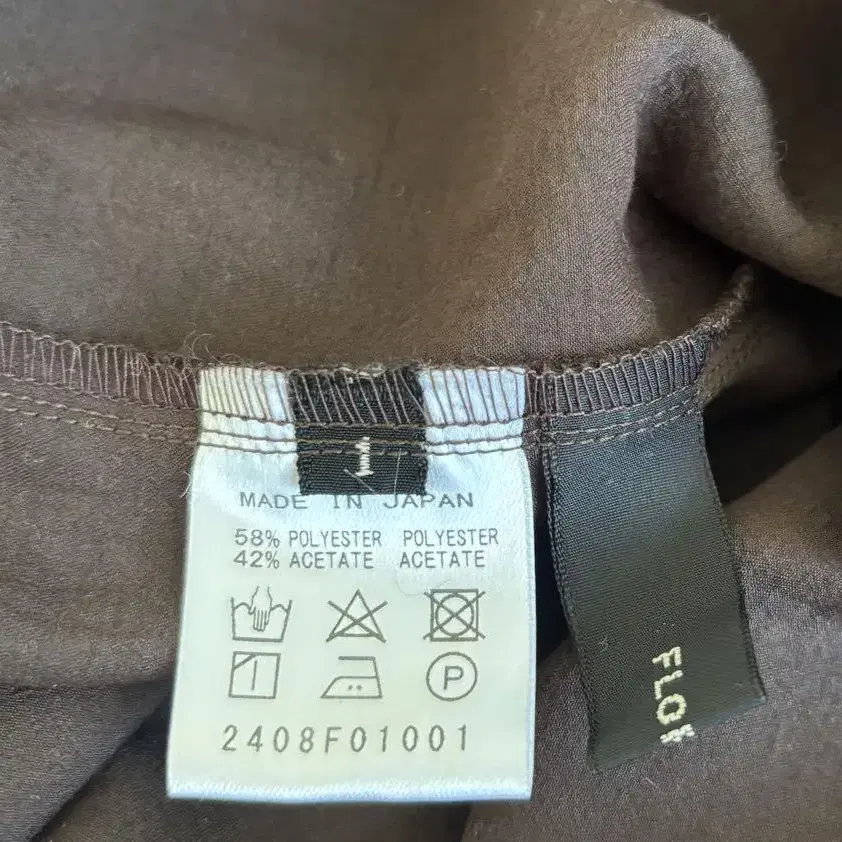 1
MADE IN JAPAN
58% POLYESTER POLYESTER
42% ACETATE ACETATE
P
2408F01001
FLO